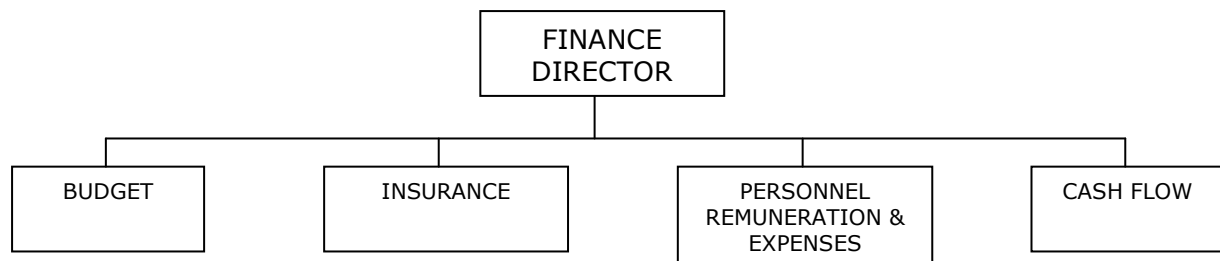 FINANCE
DIRECTOR
BUDGET
INSURANCE
PERSONNEL
REMUNERATION &
EXPENSES
CASH FLOW